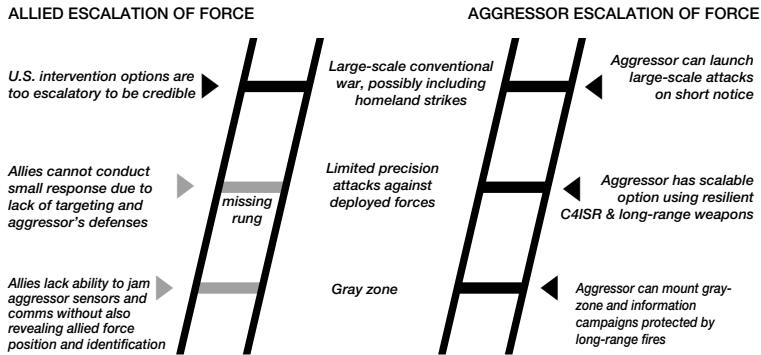 ALLIED ESCALATION OF FORCE
AGGRESSOR ESCALATION OF FORCE
U.S. intervention options are
too escalatory to be credible
Large-scale conventional
war, possibly including
homeland strikes
Aggressor can launch
large-scale attacks
on short notice
Allies cannot conduct
small response due to
lack of targeting and
aggressor’s defenses
missing
rung
Limited precision
attacks against
deployed forces
Aggressor has scalable
option using resilient
C4ISR & long-range weapons
Allies lack ability to jam
aggressor sensors and
comms without also
revealing allied force
position and identification
Gray zone
Aggressor can mount gray-
zone and information
campaigns protected by
long-range fires